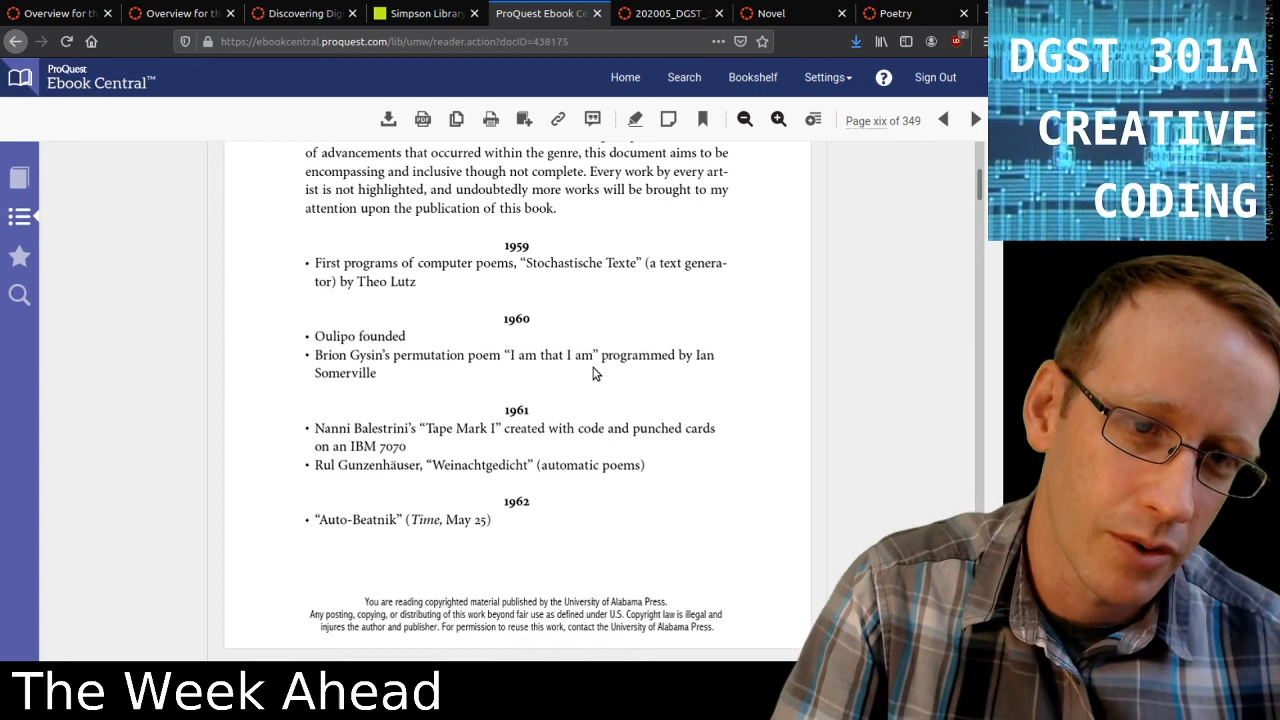 Overview for th
Overview for th
Discovering Dig
Simpson Library
ProQuest Ebook Ce
202005_DGST_
Novel
Poetry
https://ebookcentral.proquest.com/lib/umw/reader.action?docID=438175
2
ProQuest
Ebook Central™
Home
Search
Bookshelf
Settings
?
Sign Out
PDF
Page xix of 349
of advancements that occurred within the genre, this document aims to be
encompassing and inclusive though not complete. Every work by every art-
ist is not highlighted, and undoubtedly more works will be brought to my
attention upon the publication of this book.
1959
• First programs of computer poems, “Stochastische Texte” (a text genera-
tor) by Theo Lutz
1960
• Oulipo founded
• Brion Gysin’s permutation poem “I am that I am” programmed by Ian
Somerville
1961
• Nanni Balestrini’s “Tape Mark I” created with code and punched cards
on an IBM 7070
• Rul Gunzenhäuser, “Weinachtgedicht” (automatic poems)
1962
• “Auto-Beatnik” (Time, May 25)
You are reading copyrighted material published by the University of Alabama Press.
Any posting, copying, or distributing of this work beyond fair use as defined under U.S. Copyright law is illegal and
injures the author and publisher. For permission to reuse this work, contact the University of Alabama Press.
DGST 301A
CREATIVE
CODING
The Week Ahead